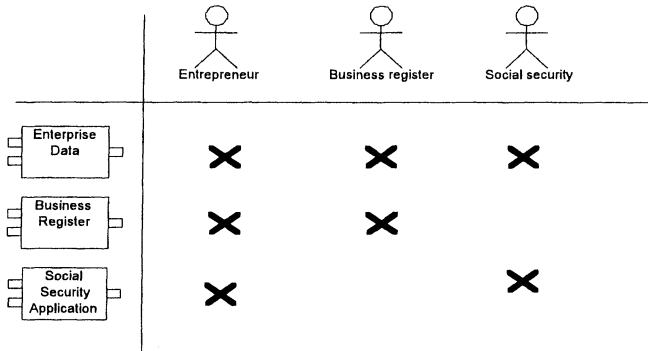 Entrepreneur Business register Social security
Enterprise
Data
Business
Register
Social
Security
Application